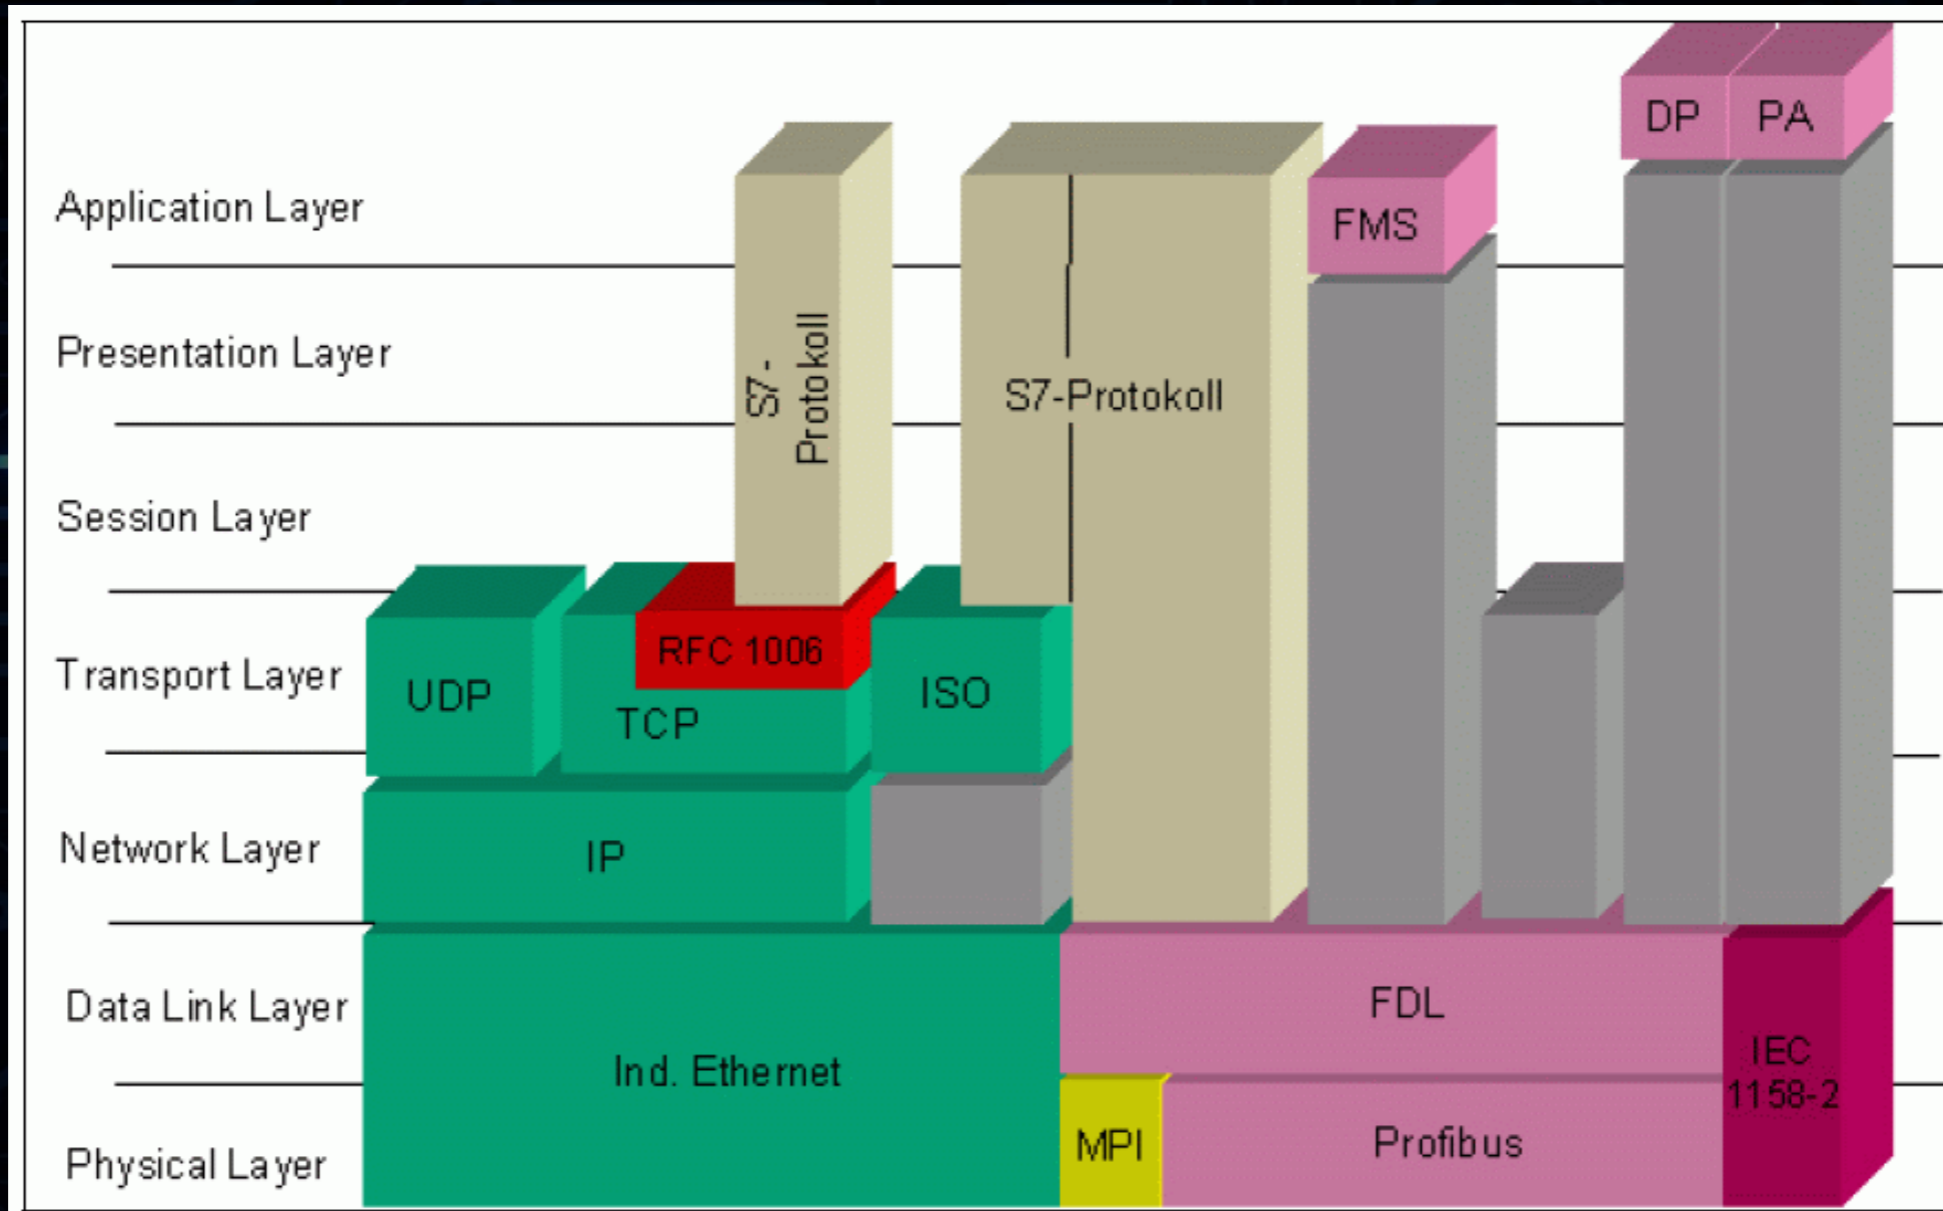 DP PA
Application Layer
FMS
S7-
Protokoll
Presentation Layer
S7-Protokoll
Session Layer
RFC 1006
Transport Layer
UDP
TCP
ISO
Network Layer
IP
Data Link Layer
FDL
Ind. Ethernet
IEC
1158-2
Physical Layer
MPI
Profibus